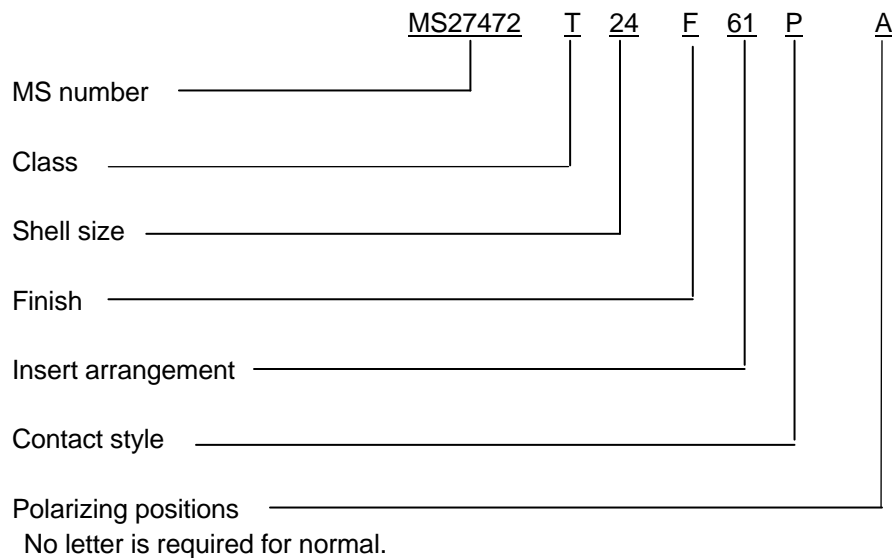 MS27472 T 24 F 61 P A
MS number
Class
Shell size
Finish
Insert arrangement
Contact style
Polarizing positions
No letter is required for normal.